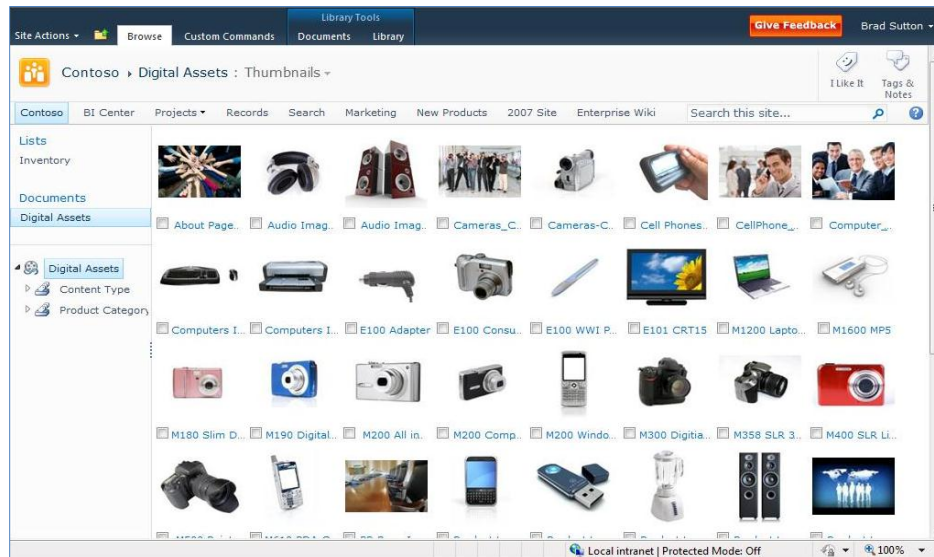 Library Tools
Site Actions Browse Custom Commands Documents Library Give Feedback Brad Sutton
Contoso Digital Assets : Thumbnails
I Like It Tags & Notes
Contoso BI Center Projects Records Search Marketing New Products 2007 Site Enterprise Wiki Search this site...
Lists
Inventory
Documents
Digital Assets
Digital Assets
Content Type
Product Category
About Page.. Audio Imag.. Audio Imag.. Cameras_C.. Cameras-C.. Cell Phones.. CellPhone_.. Computer_..
Computers I.. Computers I.. E100 Adapter E100 Consu.. E100 WWI P.. E101 CRT15 M1200 Lapto.. M1600 MP5
M180 Slim D.. M190 Digital.. M200 All in.. M200 Comp.. M200 Windo.. M300 Digitia.. M358 SLR 3.. M400 SLR Li..
Local intranet | Protected Mode: Off 100%